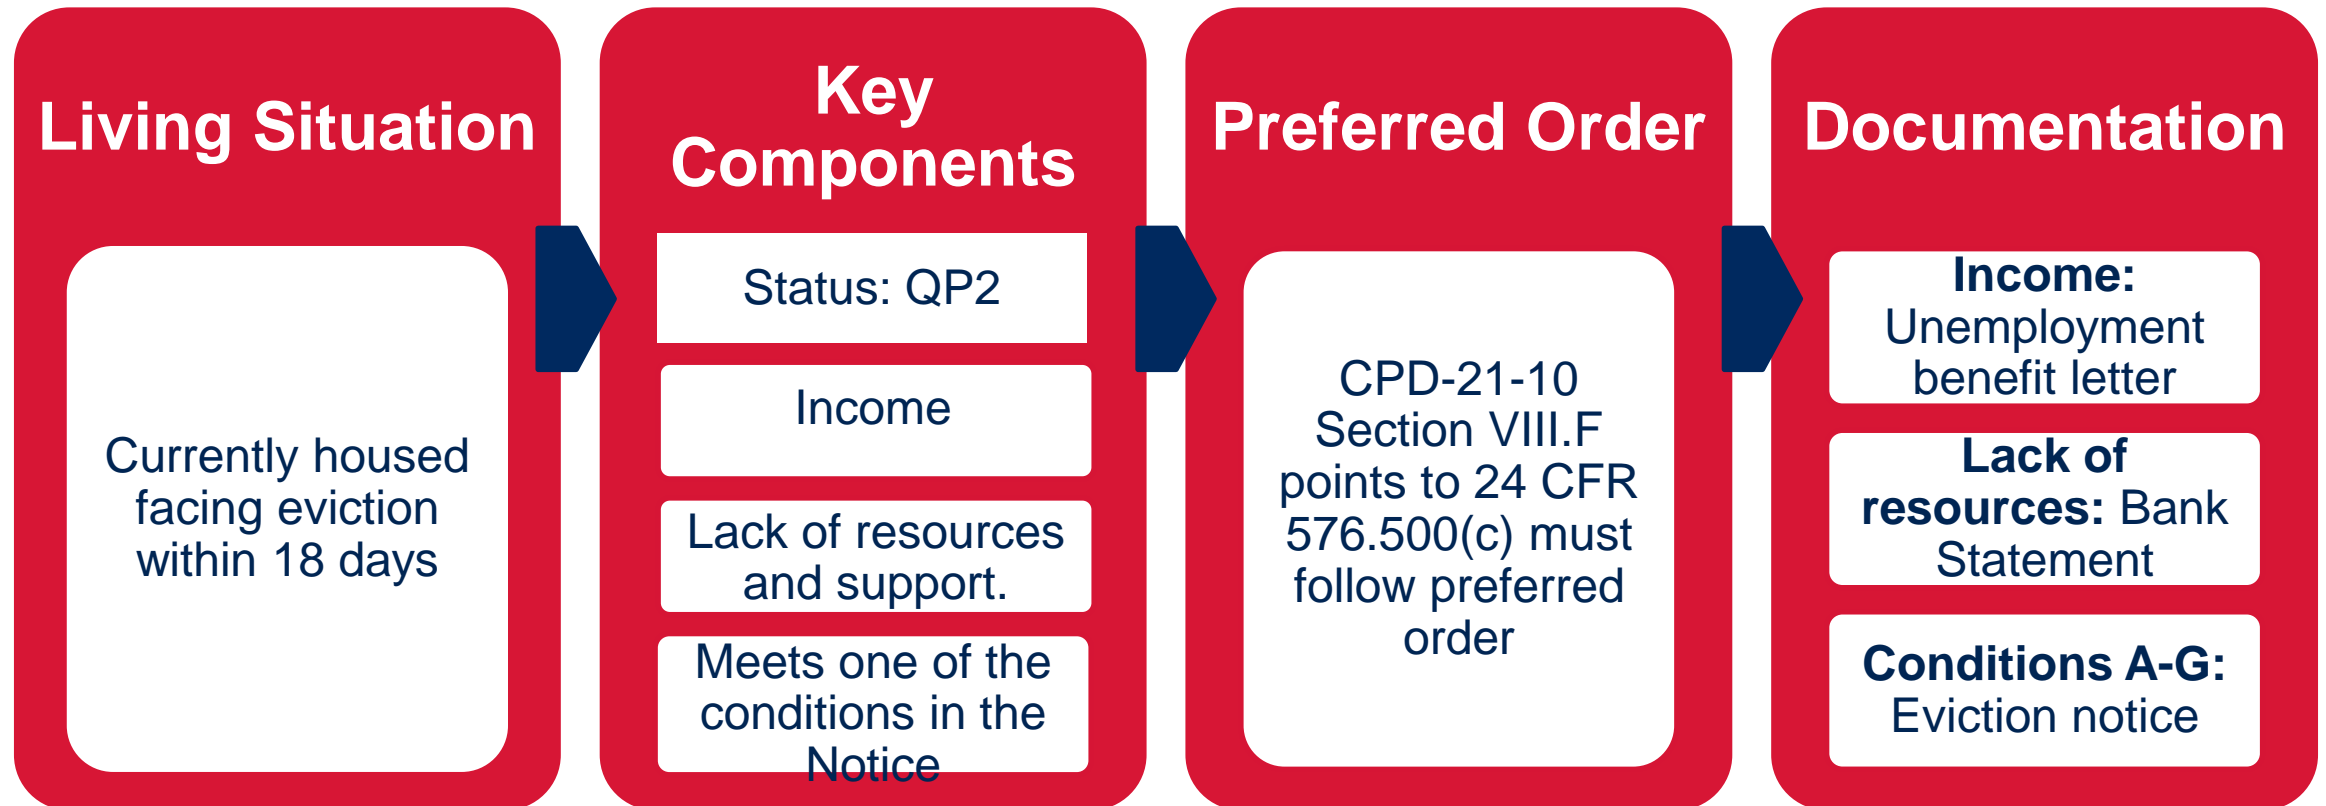 Living Situation
Currently housed
facing eviction
within 18 days
Key
Components
Status: QP2
Income
Lack of resources
and support.
Meets one of the
conditions in the
Notice
Preferred Order
CPD-21-10
Section VIII.F
points to 24 CFR
576.500(c) must
follow preferred
order
Documentation
Income:
Unemployment
benefit letter
Lack of
resources: Bank
Statement
Conditions A-G:
Eviction notice